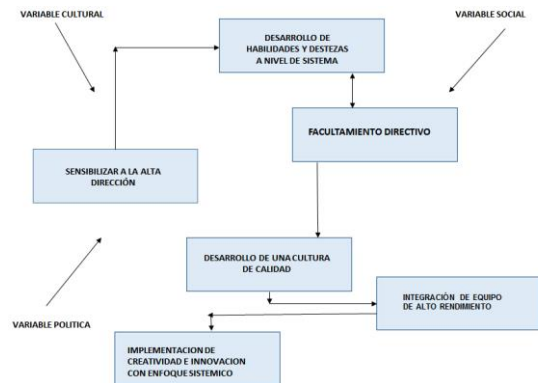 VARIABLE CULTURAL
VARIABLE SOCIAL
DESARROLLO DE
HABILIDADES Y DESTEZAS
A NIVEL DE SISTEMA
FACULTAMIENTO DIRECTIVO
SENSIBILIZAR A LA ALTA
DIRECCIÓN
DESARROLLO DE UNA CULTURA
DE CALIDAD
INTEGRACIÓN DE EQUIPO
DE ALTO RENDIMIENTO
VARIABLE POLITICA
IMPLEMENTACION DE
CREATIVIDAD E INNOVACION
CON ENFOQUE SISTEMICO